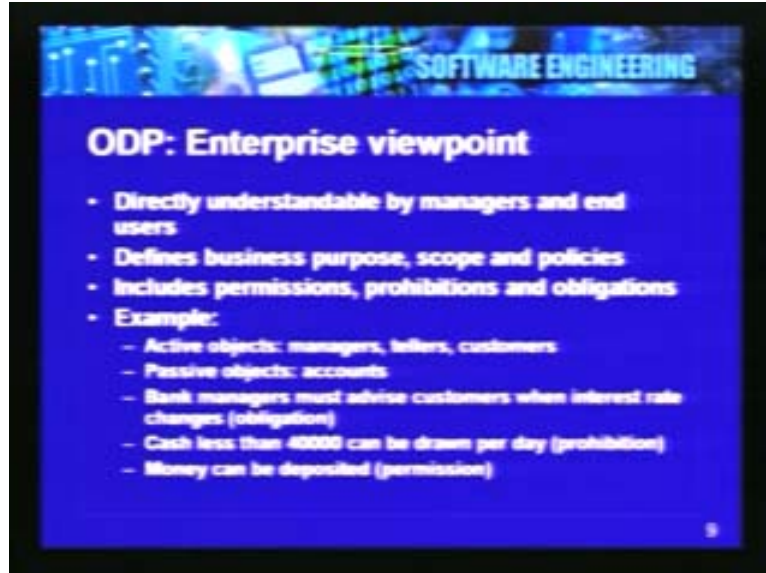 SOFTWARE ENGINEERING
ODP: Enterprise viewpoint
• Directly understandable by managers and end
users
• Defines business purpose, scope and policies
• Includes permissions, prohibitions and obligations
• Example:
– Active objects: managers, tellers, customers
– Passive objects: accounts
– Bank managers must advise customers when interest rate
changes (obligation)
– Cash less than 40000 can be drawn per day (prohibition)
– Money can be deposited (permission)
9